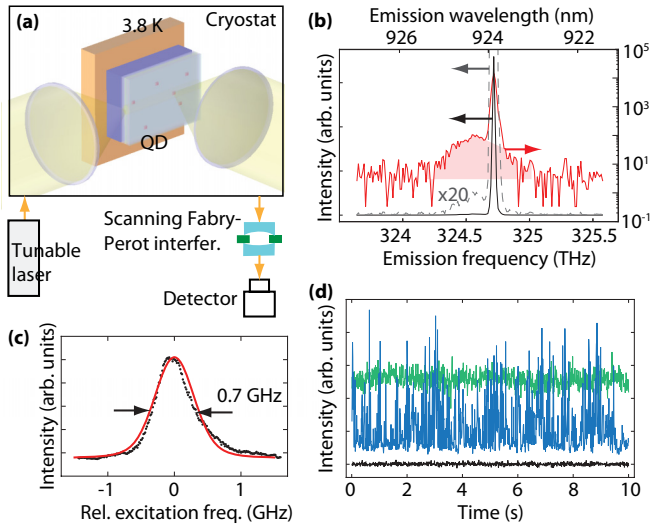 (a)
Cryostat
3.8 K
QD
Tunable
laser
Scanning Fabry-
Perot interfer.
Detector
(b)
Emission wavelength (nm)
926 924 922
Intensity (arb. units)
x20
10^5
10^3
10^1
10^-1
324 324.5 325 325.5
Emission frequency (THz)
(c)
Intensity (arb. units)
0.7 GHz
−1 0 1
Rel. excitation freq. (GHz)
(d)
Intensity (arb. units)
0 2 4 6 8 10
Time (s)